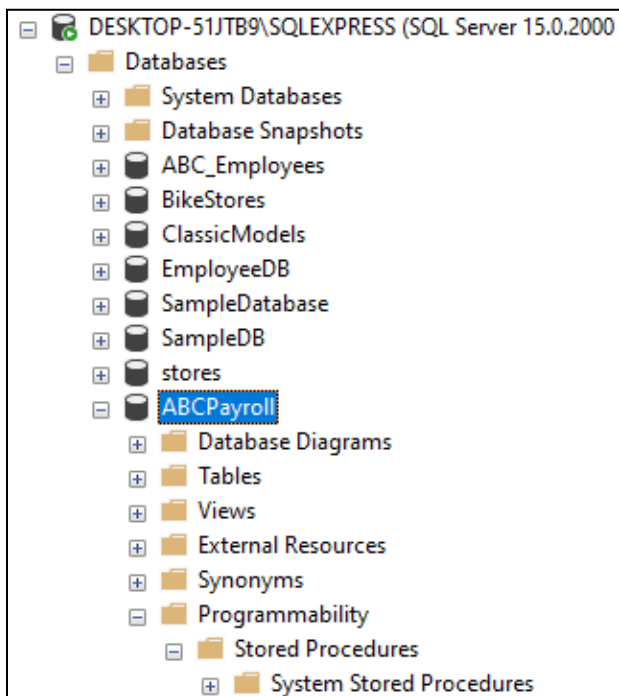 DESKTOP-51JTB9\SQLEXPRESS (SQL Server 15.0.2000
Databases
System Databases
Database Snapshots
ABC_Employees
BikeStores
ClassicModels
EmployeeDB
SampleDatabase
SampleDB
stores
ABCPayroll
Database Diagrams
Tables
Views
External Resources
Synonyms
Programmability
Stored Procedures
System Stored Procedures